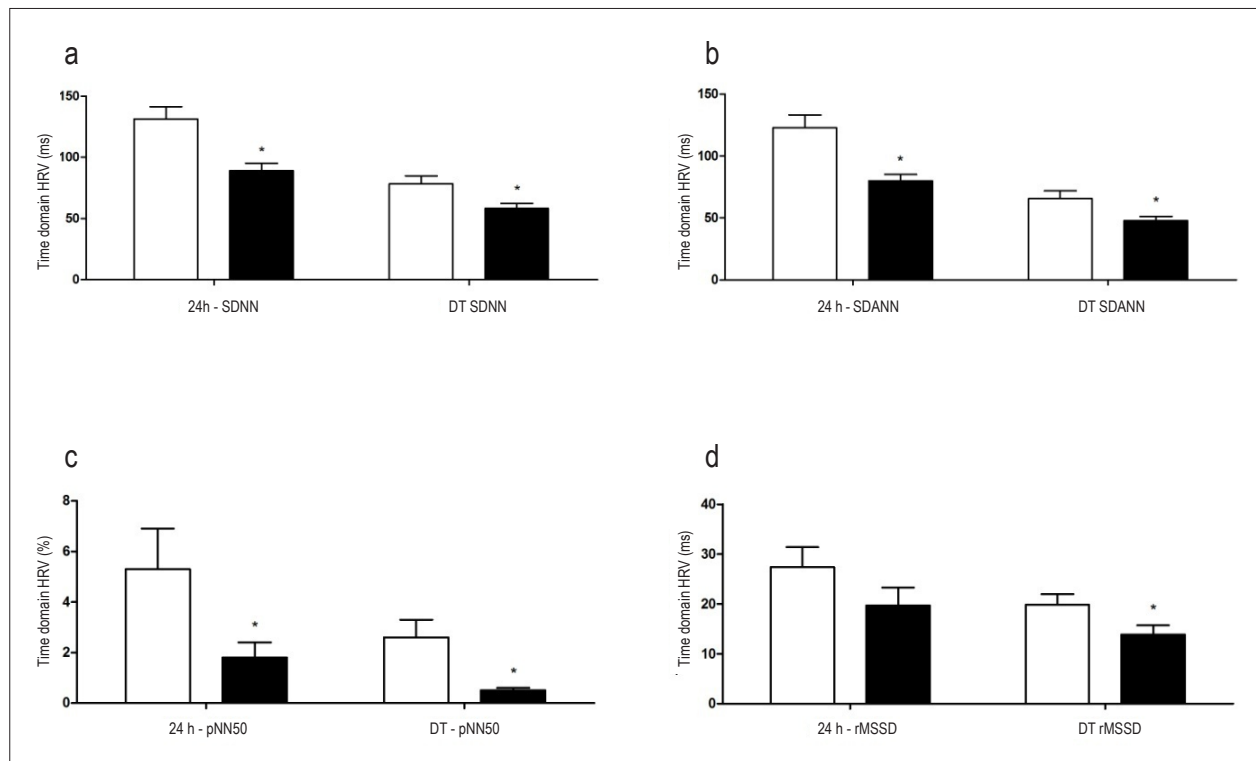 a
Time domain HRV (ms)
150
100
50
0
*
*
24h - SDNN
DT SDNN
b
Time domain HRV (ms)
150
100
50
0
*
*
24 h - SDANN
DT SDANN
c
Time domain HRV (%)
8
6
4
2
0
*
*
24 h - pNN50
DT - pNN50
d
Time domain HRV (ms)
40
30
20
10
0
*
24 h - rMSSD
DT rMSSD